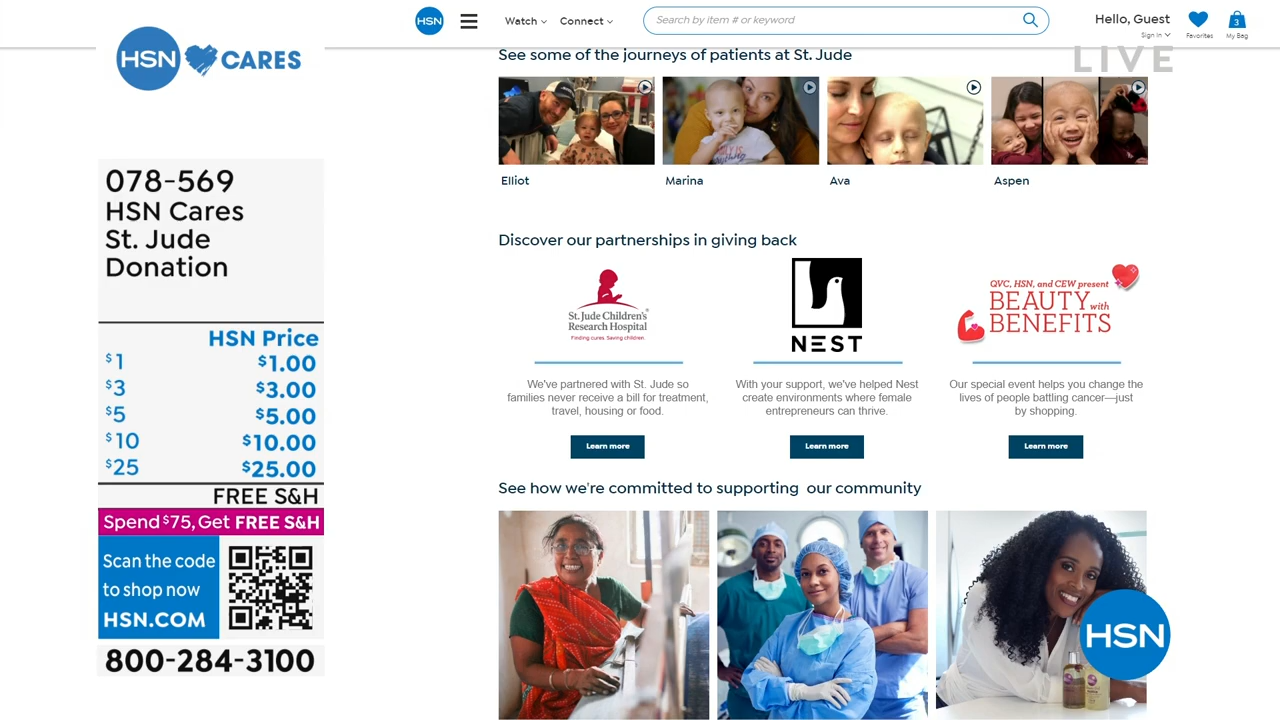 HSN
Watch
Connect
Search by item # or keyword
Hello, Guest
Sign in
Favorites
3
My Bag
HSN CARES
LIVE
See some of the journeys of patients at St. Jude
Elliot
Marina
Ava
Aspen
078-569
HSN Cares
St. Jude
Donation
HSN Price
$1 $1.00
$3 $3.00
$5 $5.00
$10 $10.00
$25 $25.00
FREE S&H
Spend $75, Get FREE S&H
Scan the code
to shop now
HSN.COM
800-284-3100
Discover our partnerships in giving back
St. Jude Children's
Research Hospital
Finding cures. Saving children.
NEST
QVC, HSN, and CEW present
BEAUTY with
BENEFITS
We've partnered with St. Jude so
families never receive a bill for treatment,
travel, housing or food.
With your support, we've helped Nest
create environments where female
entrepreneurs can thrive.
Our special event helps you change the
lives of people battling cancer—just
by shopping.
Learn more
Learn more
Learn more
See how we're committed to supporting our community
HSN